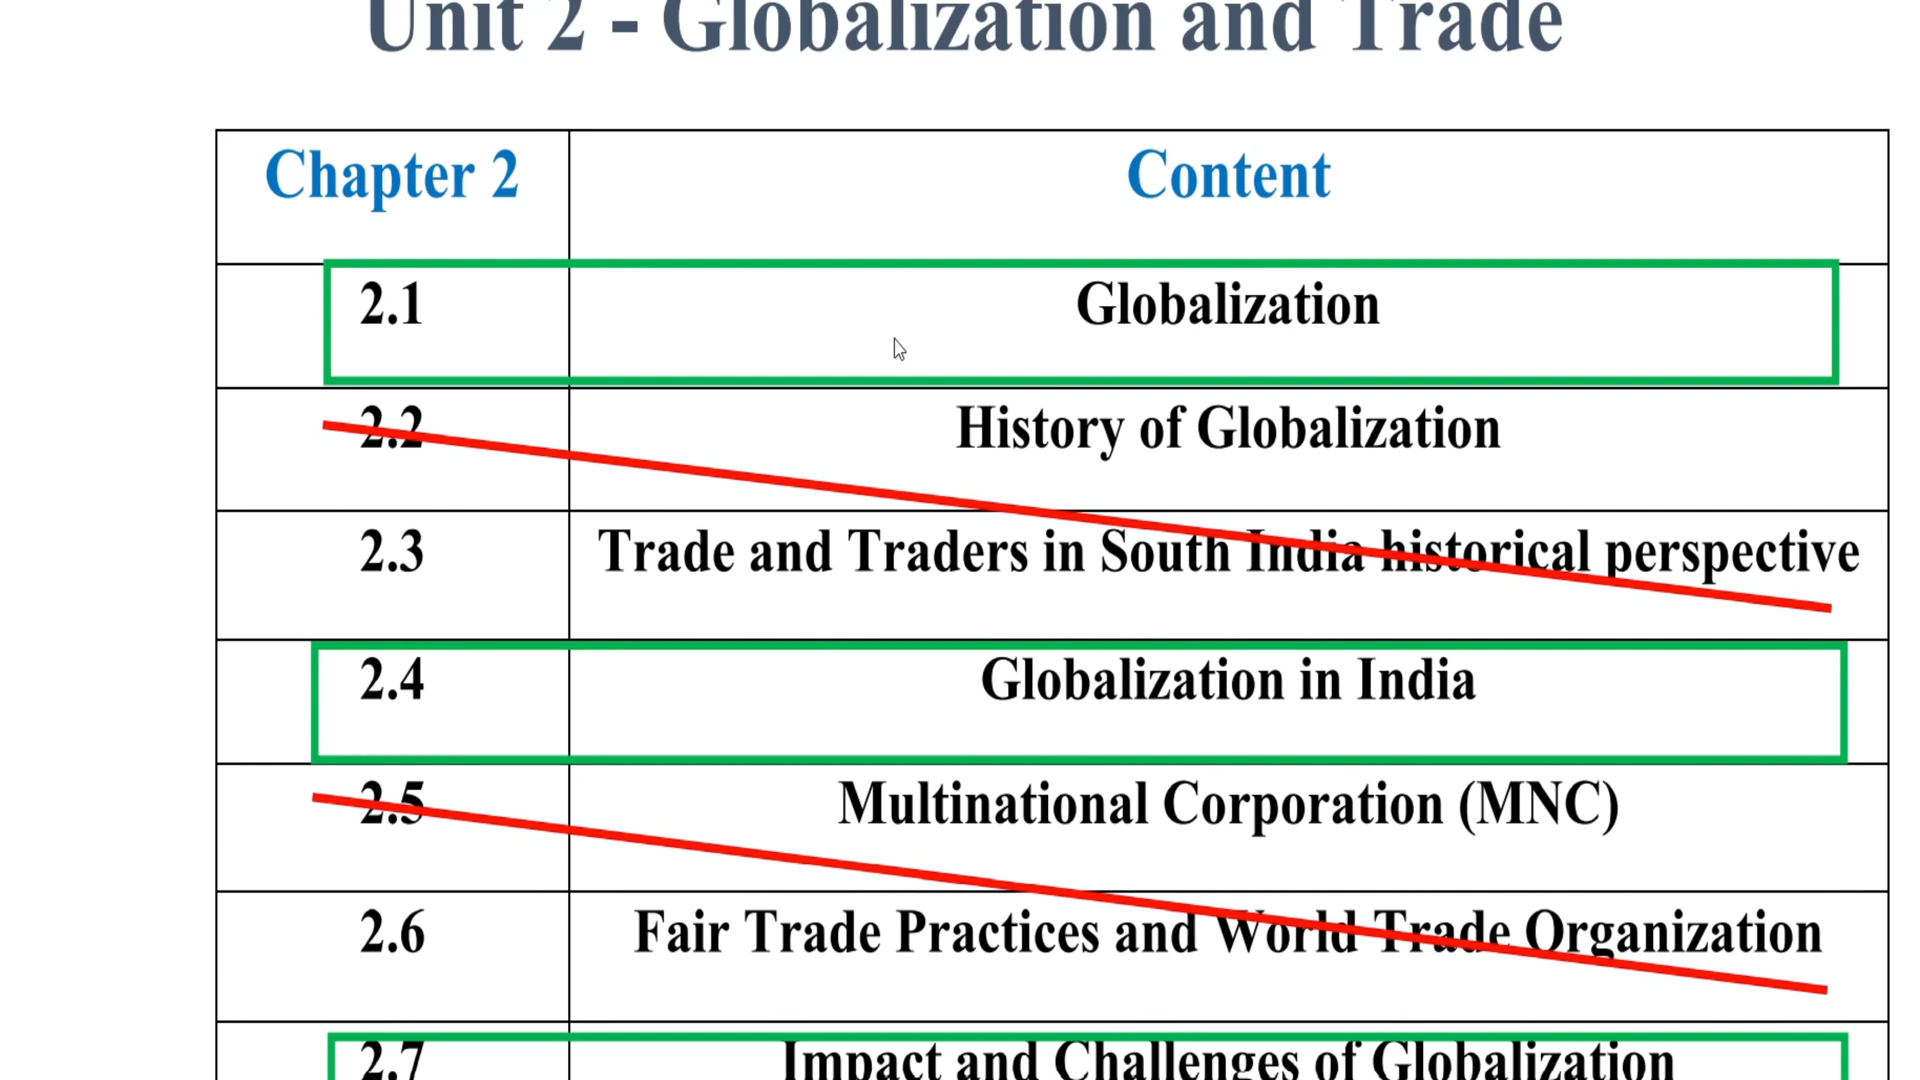 Unit 2 - Globalization and Trade
Chapter 2 Content
2.1 Globalization
2.2 History of Globalization
2.3 Trade and Traders in South India historical perspective
2.4 Globalization in India
2.5 Multinational Corporation (MNC)
2.6 Fair Trade Practices and World Trade Organization
2.7 Impact and Challenges of Globalization